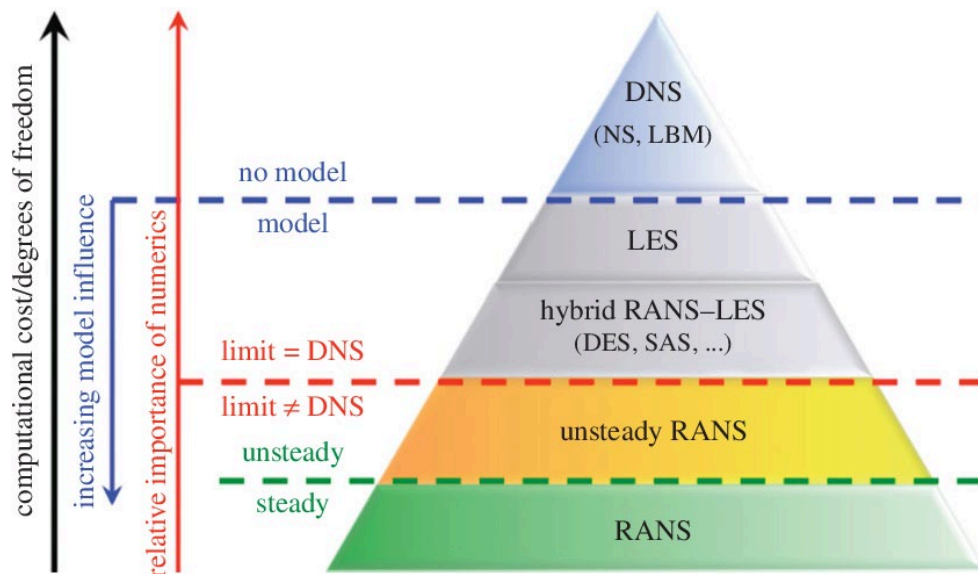 computational cost/degrees of freedom
increasing model influence
relative importance of numerics
no model
model
limit = DNS
limit ≠ DNS
unsteady
steady
DNS
(NS, LBM)
LES
hybrid RANS–LES
(DES, SAS, ...)
unsteady RANS
RANS